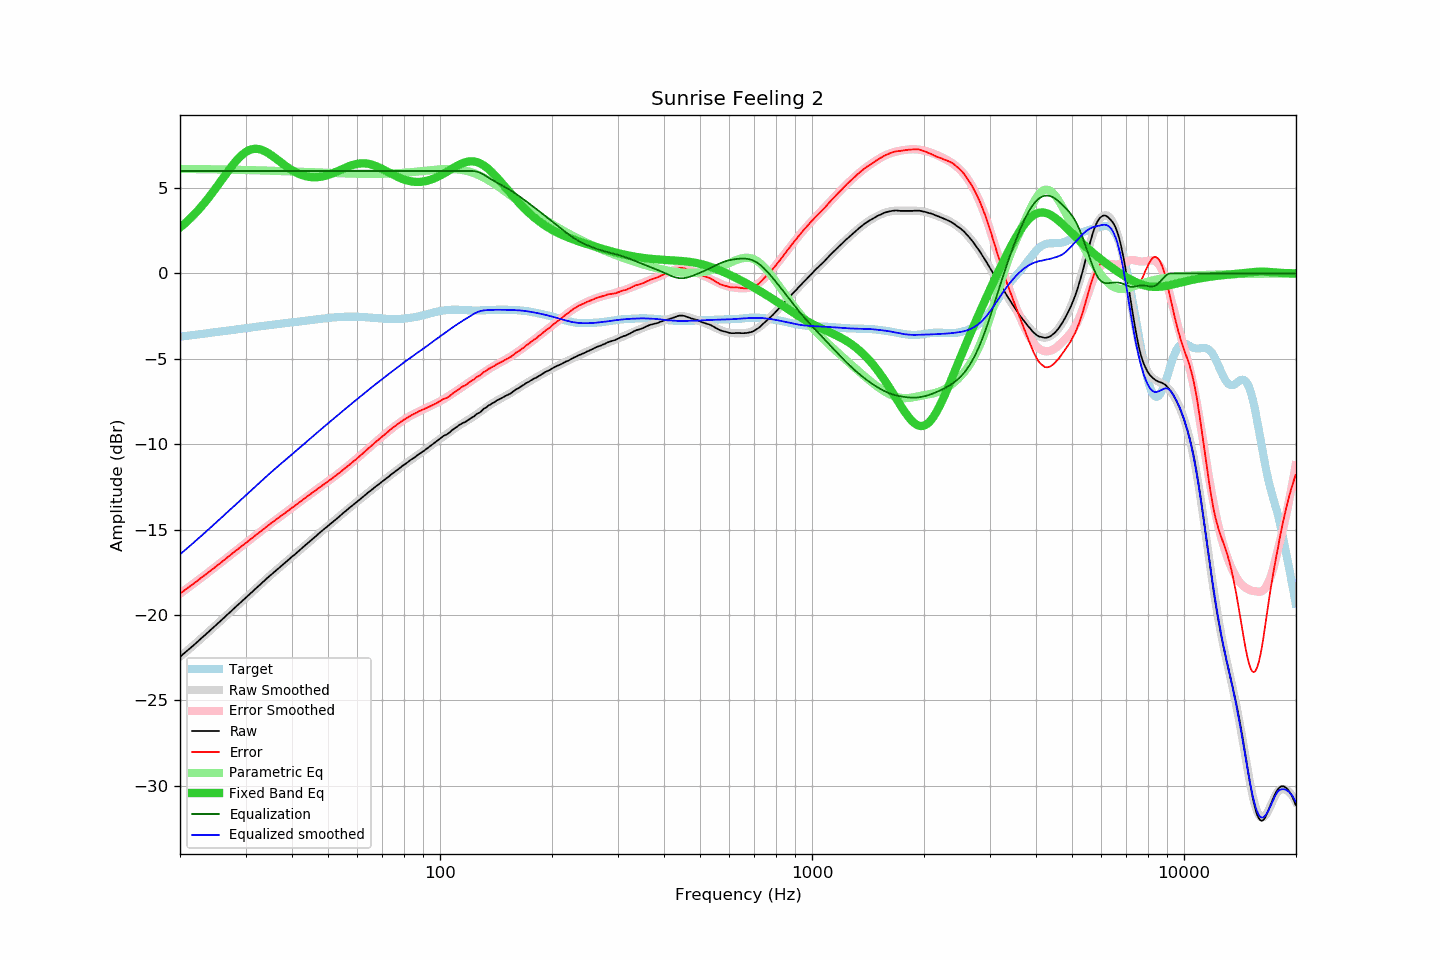 Sunrise Feeling 2
Amplitude (dBr)
5
0
−5
−10
−15
−20
−25
−30
Target
Raw Smoothed
Error Smoothed
Raw
Error
Parametric Eq
Fixed Band Eq
Equalization
Equalized smoothed
100
1000
10000
Frequency (Hz)